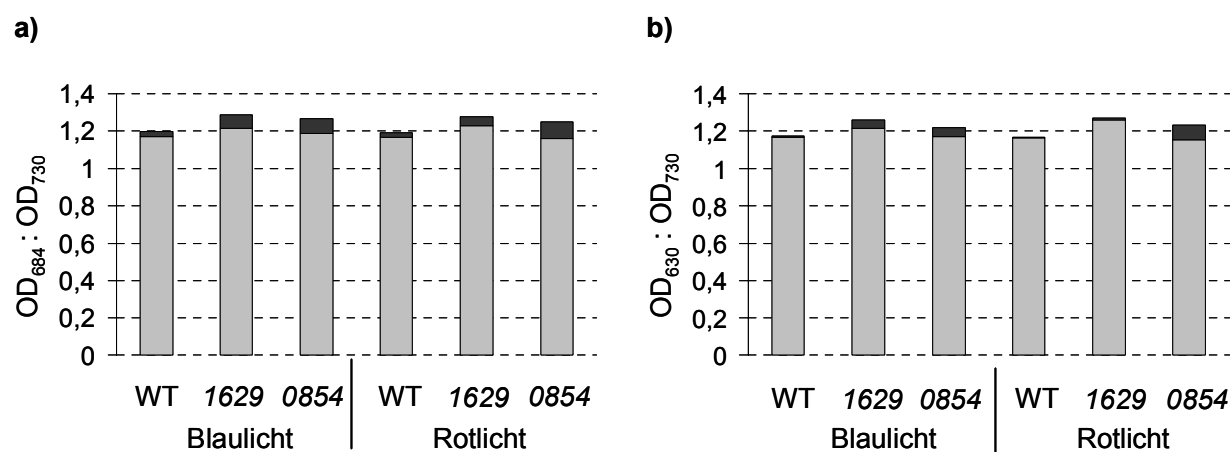 a)
OD684 : OD730
1,4
1,2
1
0,8
0,6
0,4
0,2
0
WT 1629 0854 WT 1629 0854
Blaulicht Rotlicht
b)
OD630 : OD730
1,4
1,2
1
0,8
0,6
0,4
0,2
0
WT 1629 0854 WT 1629 0854
Blaulicht Rotlicht